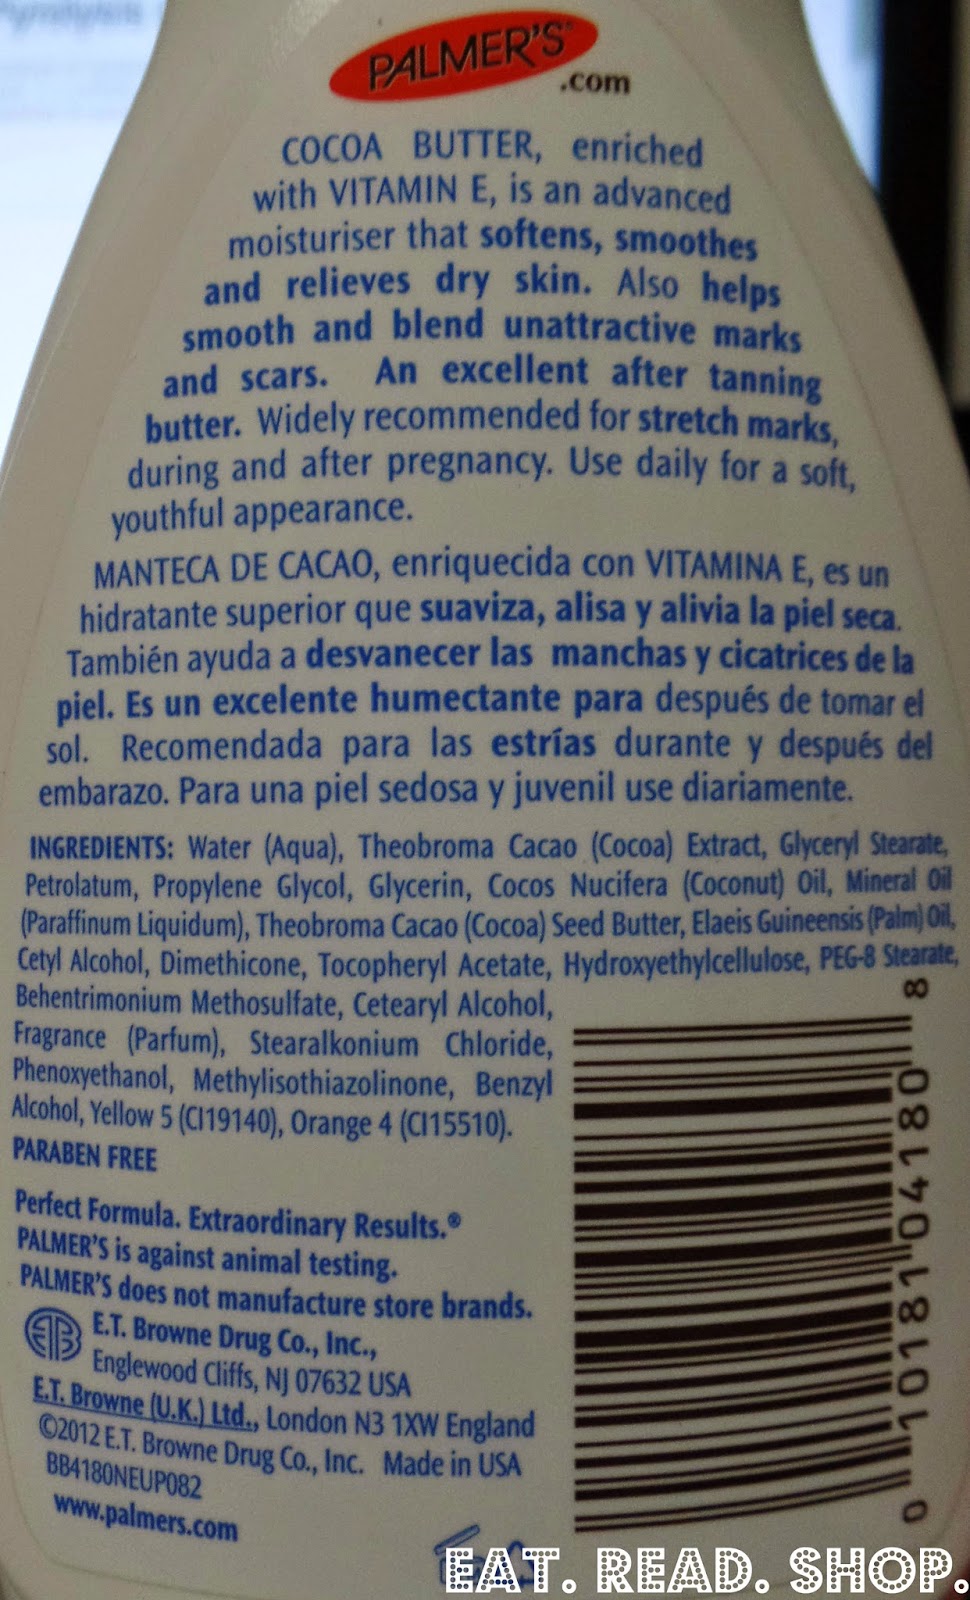 PALMER'S
.com
COCOA BUTTER, enriched
with VITAMIN E, is an advanced
moisturiser that softens, smoothes
and relieves dry skin. Also helps
smooth and blend unattractive marks
and scars. An excellent after tanning
butter. Widely recommended for stretch marks,
during and after pregnancy. Use daily for a soft,
youthful appearance.
MANTECA DE CACAO, enriquecida con VITAMINA E, es un
hidratante superior que suaviza, alisa y alivia la piel seca.
También ayuda a desvanecer las manchas y cicatrices de la
piel. Es un excelente humectante para después de tomar el
sol. Recomendada para las estrías durante y después del
embarazo. Para una piel sedosa y juvenil use diariamente.
INGREDIENTS: Water (Aqua), Theobroma Cacao (Cocoa) Extract, Glyceryl Stearate,
Petrolatum, Propylene Glycol, Glycerin, Cocos Nucifera (Coconut) Oil, Mineral Oil
(Paraffinum Liquidum), Theobroma Cacao (Cocoa) Seed Butter, Elaeis Guineensis (Palm) Oil,
Cetyl Alcohol, Dimethicone, Tocopheryl Acetate, Hydroxyethylcellulose, PEG-8 Stearate,
Behentrimonium Methosulfate, Cetearyl Alcohol,
Fragrance (Parfum), Stearalkonium Chloride,
Phenoxyethanol, Methylisothiazolinone, Benzyl
Alcohol, Yellow 5 (CI19140), Orange 4 (CI15510).
PARABEN FREE
Perfect Formula. Extraordinary Results.®
PALMER'S is against animal testing.
PALMER'S does not manufacture store brands.
ETB
E.T. Browne Drug Co., Inc.,
Englewood Cliffs, NJ 07632 USA
E.T. Browne (U.K.) Ltd., London N3 1XW England
©2012 E.T. Browne Drug Co., Inc. Made in USA
BB4180NEUP082
www.palmers.com
0 10181 04180 8
EAT. READ. SHOP.